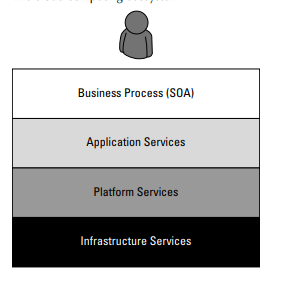 Business Process (SOA)
Application Services
Platform Services
Infrastructure Services